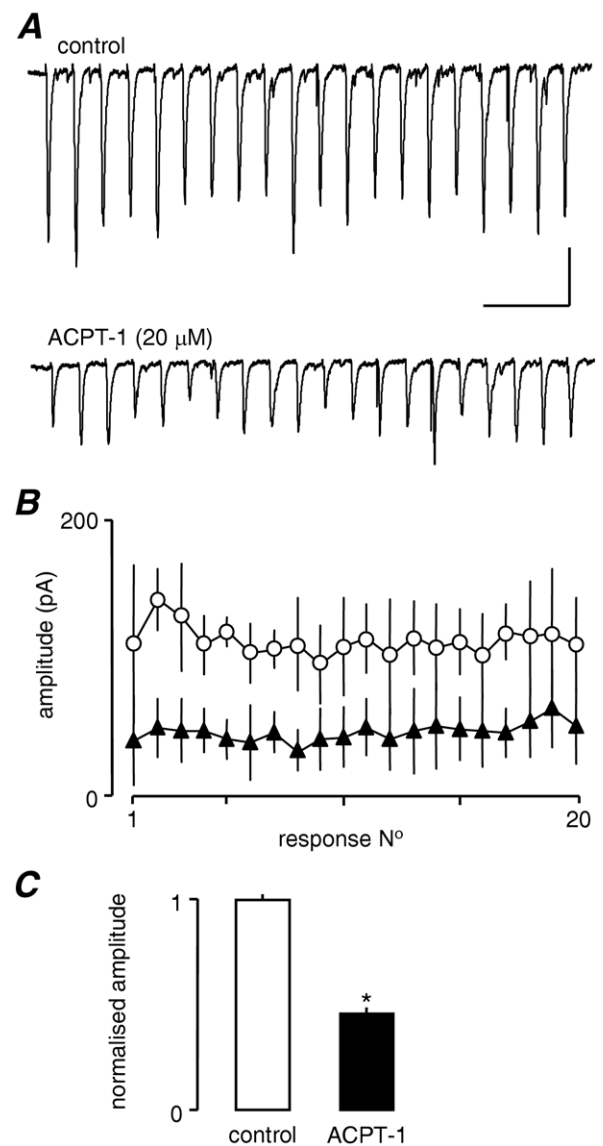 A
control
ACPT-1 (20 μM)
B
200
amplitude (pA)
0
1
20
response Nº
C
1
normalised amplitude
*
0
control
ACPT-1